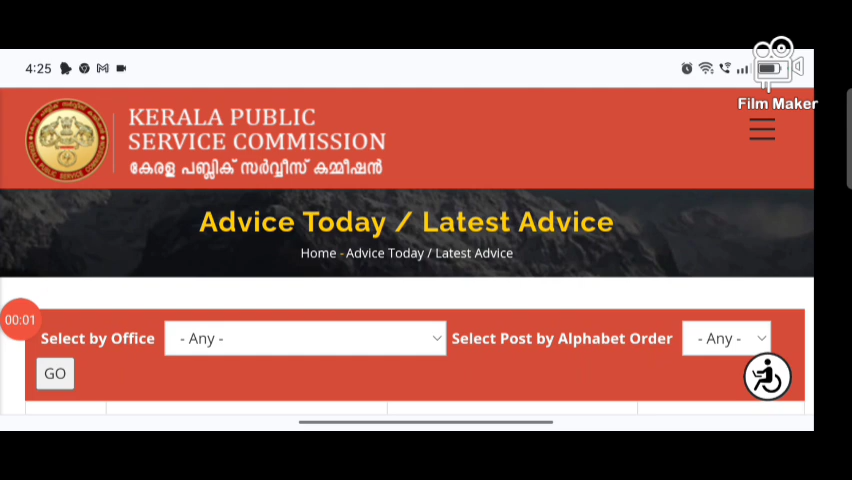 4:25
Film Maker
KERALA PUBLIC
SERVICE COMMISSION
കേരള പബ്ലിക് സർവ്വീസ് കമ്മീഷൻ
Advice Today / Latest Advice
Home - Advice Today / Latest Advice
00:01
Select by Office - Any - Select Post by Alphabet Order - Any -
GO